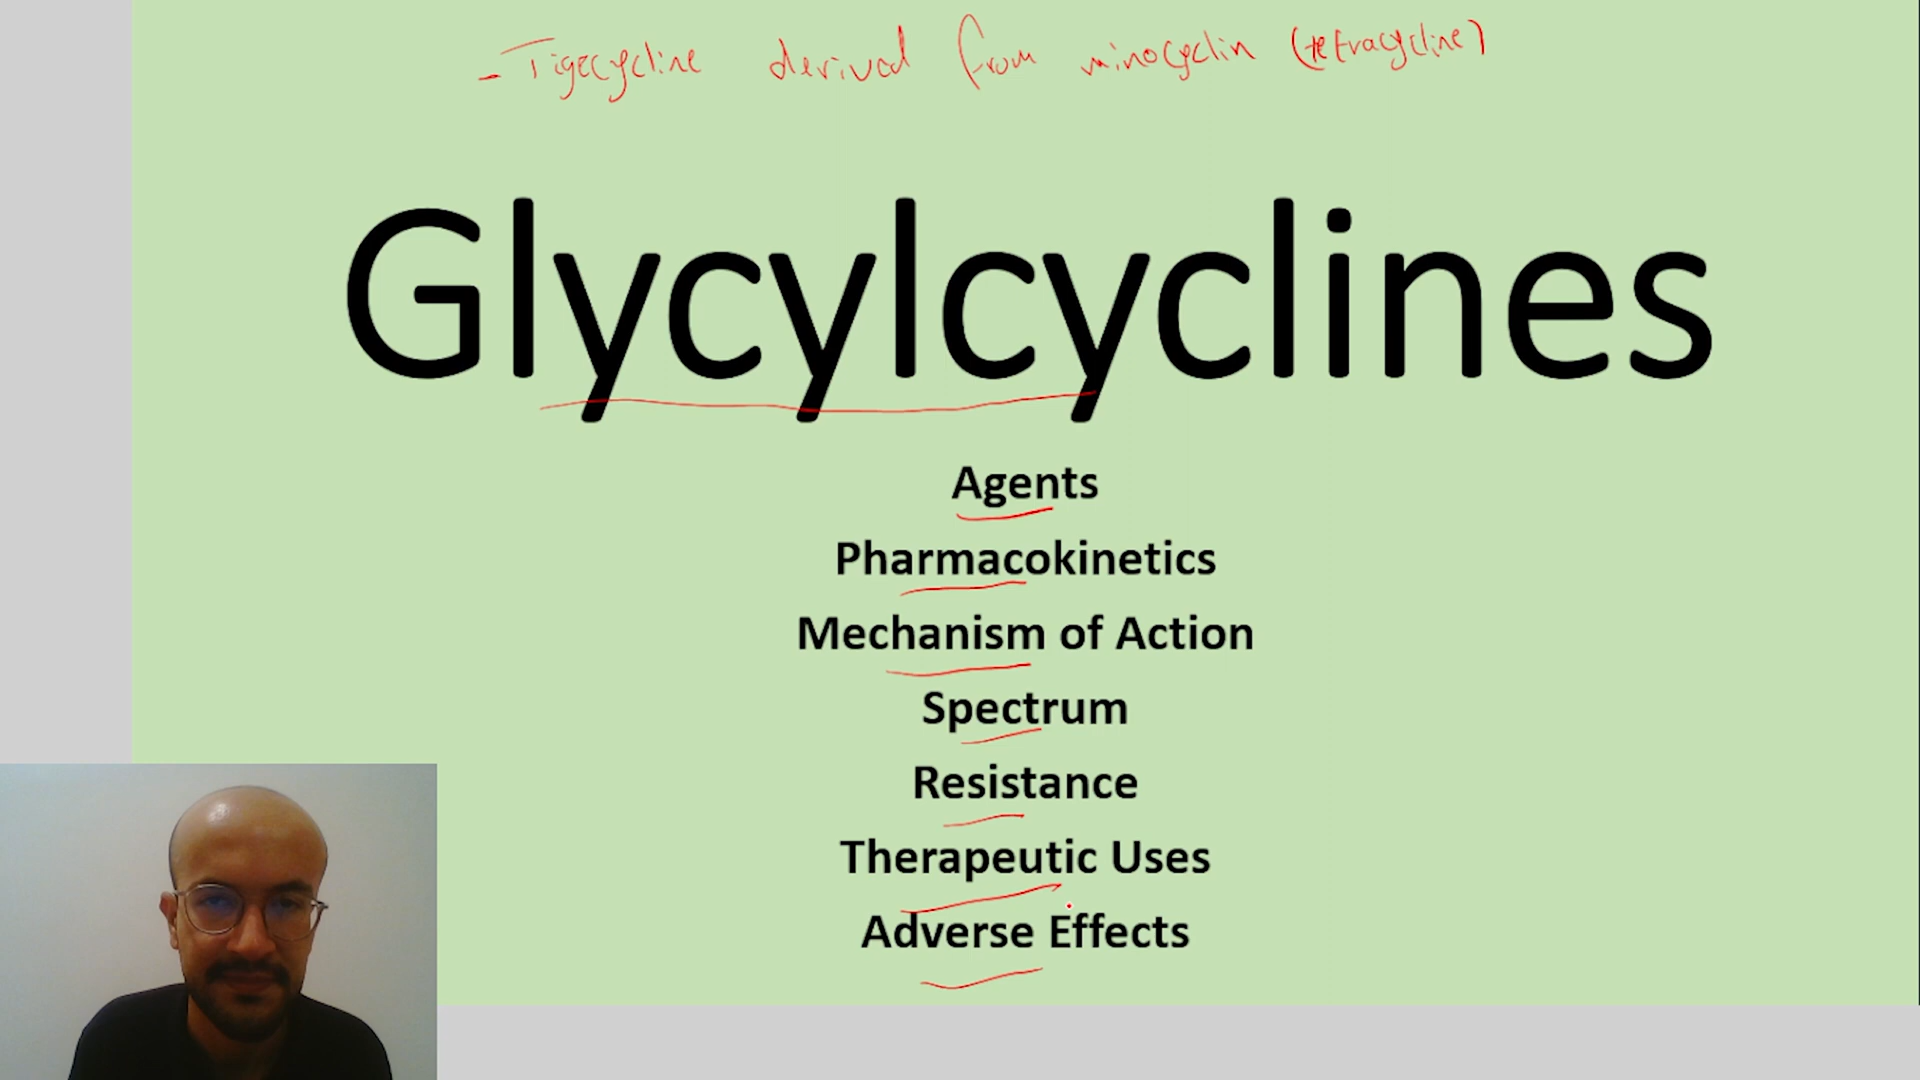 - Tigecycline derived from minocyclin (tetracycline)
Glycylcyclines
Agents
Pharmacokinetics
Mechanism of Action
Spectrum
Resistance
Therapeutic Uses
Adverse Effects